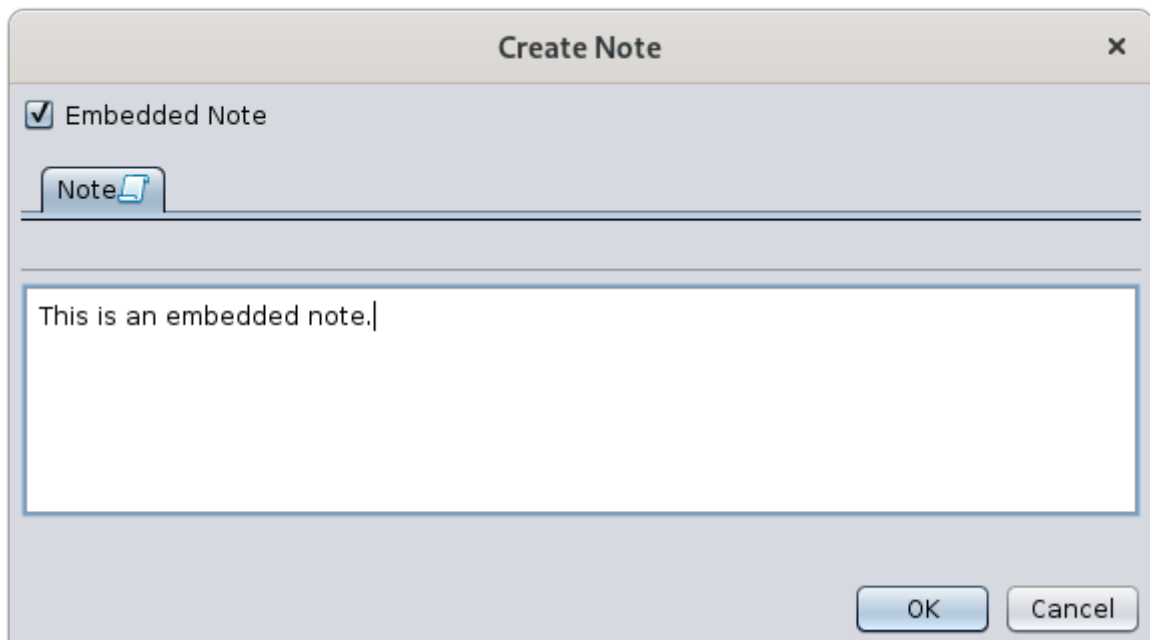 Create Note
Embedded Note
Note
This is an embedded note.
OK Cancel